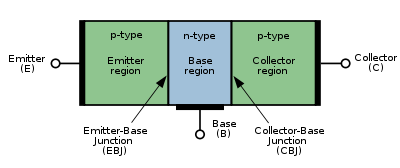 p-type
n-type
p-type
Emitter
(E)
Emitter
region
Base
region
Collector
region
Collector
(C)
Emitter-Base
Junction
(EBJ)
Base
(B)
Collector-Base
Junction
(CBJ)